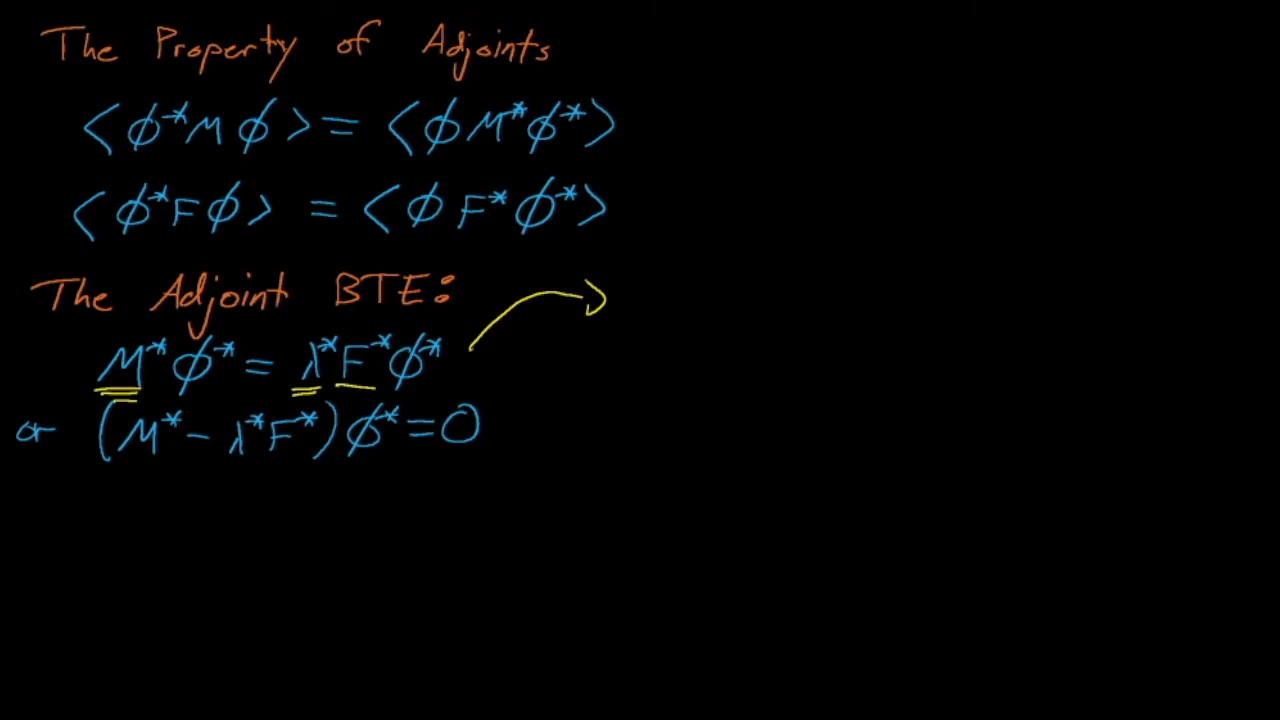 The Property of Adjoints
<ϕ*Mϕ> = <ϕM*ϕ*>
<ϕ*Fϕ> = <ϕF*ϕ*>
The Adjoint BTE:
M*ϕ* = λ*F*ϕ*
or (M* - λ*F*)ϕ* = 0